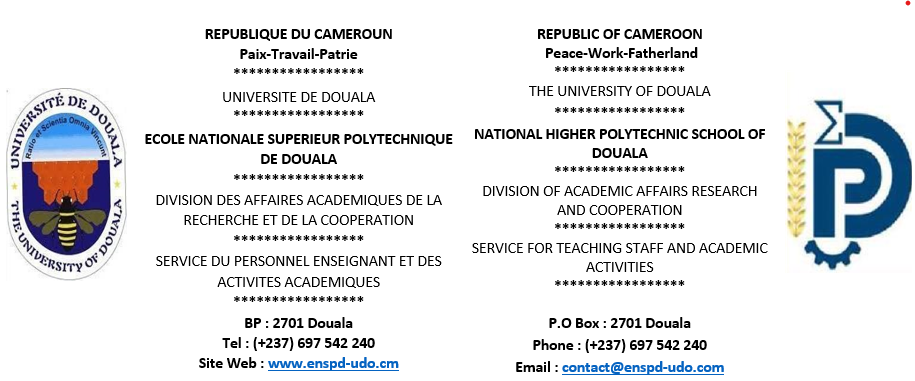 UNIVERSITÉ DE DOUALA
Ratio et Scientia Omnia Vincunt
THE UNIVERSITY OF DOUALA
REPUBLIQUE DU CAMEROUN
Paix-Travail-Patrie
*****************
UNIVERSITE DE DOUALA
*****************
ECOLE NATIONALE SUPERIEUR POLYTECHNIQUE
DE DOUALA
*****************
DIVISION DES AFFAIRES ACADEMIQUES DE LA
RECHERCHE ET DE LA COOPERATION
*****************
SERVICE DU PERSONNEL ENSEIGNANT ET DES
ACTIVITES ACADEMIQUES
*****************
BP : 2701 Douala
Tel : (+237) 697 542 240
Site Web : www.enspd-udo.cm
REPUBLIC OF CAMEROON
Peace-Work-Fatherland
*****************
THE UNIVERSITY OF DOUALA
*****************
NATIONAL HIGHER POLYTECHNIC SCHOOL OF
DOUALA
*****************
DIVISION OF ACADEMIC AFFAIRS RESEARCH
AND COOPERATION
*****************
SERVICE FOR TEACHING STAFF AND ACADEMIC
ACTIVITIES
*****************
P.O Box : 2701 Douala
Phone : (+237) 697 542 240
Email : contact@enspd-udo.com
Σ
P
D